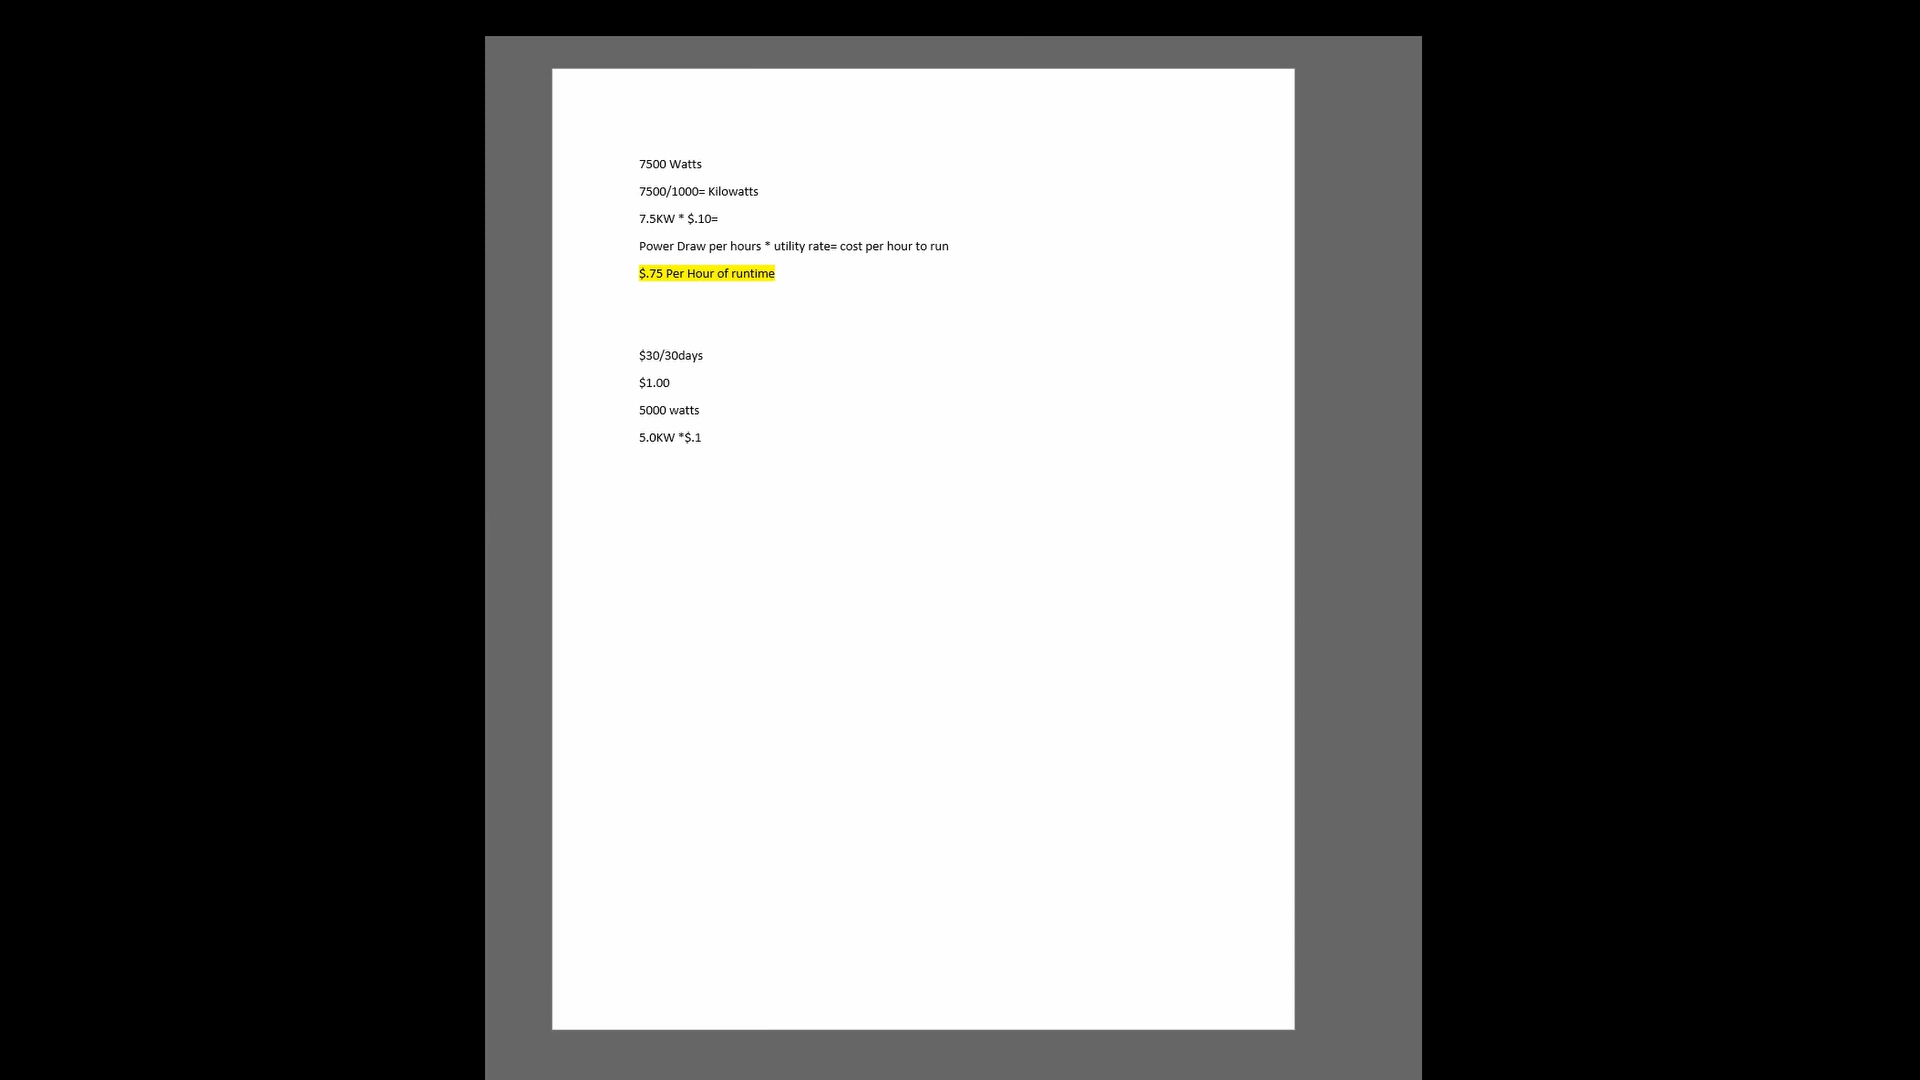 7500 Watts
7500/1000= Kilowatts
7.5KW * $.10=
Power Draw per hours * utility rate= cost per hour to run
$.75 Per Hour of runtime
$30/30days
$1.00
5000 watts
5.0KW *$.1